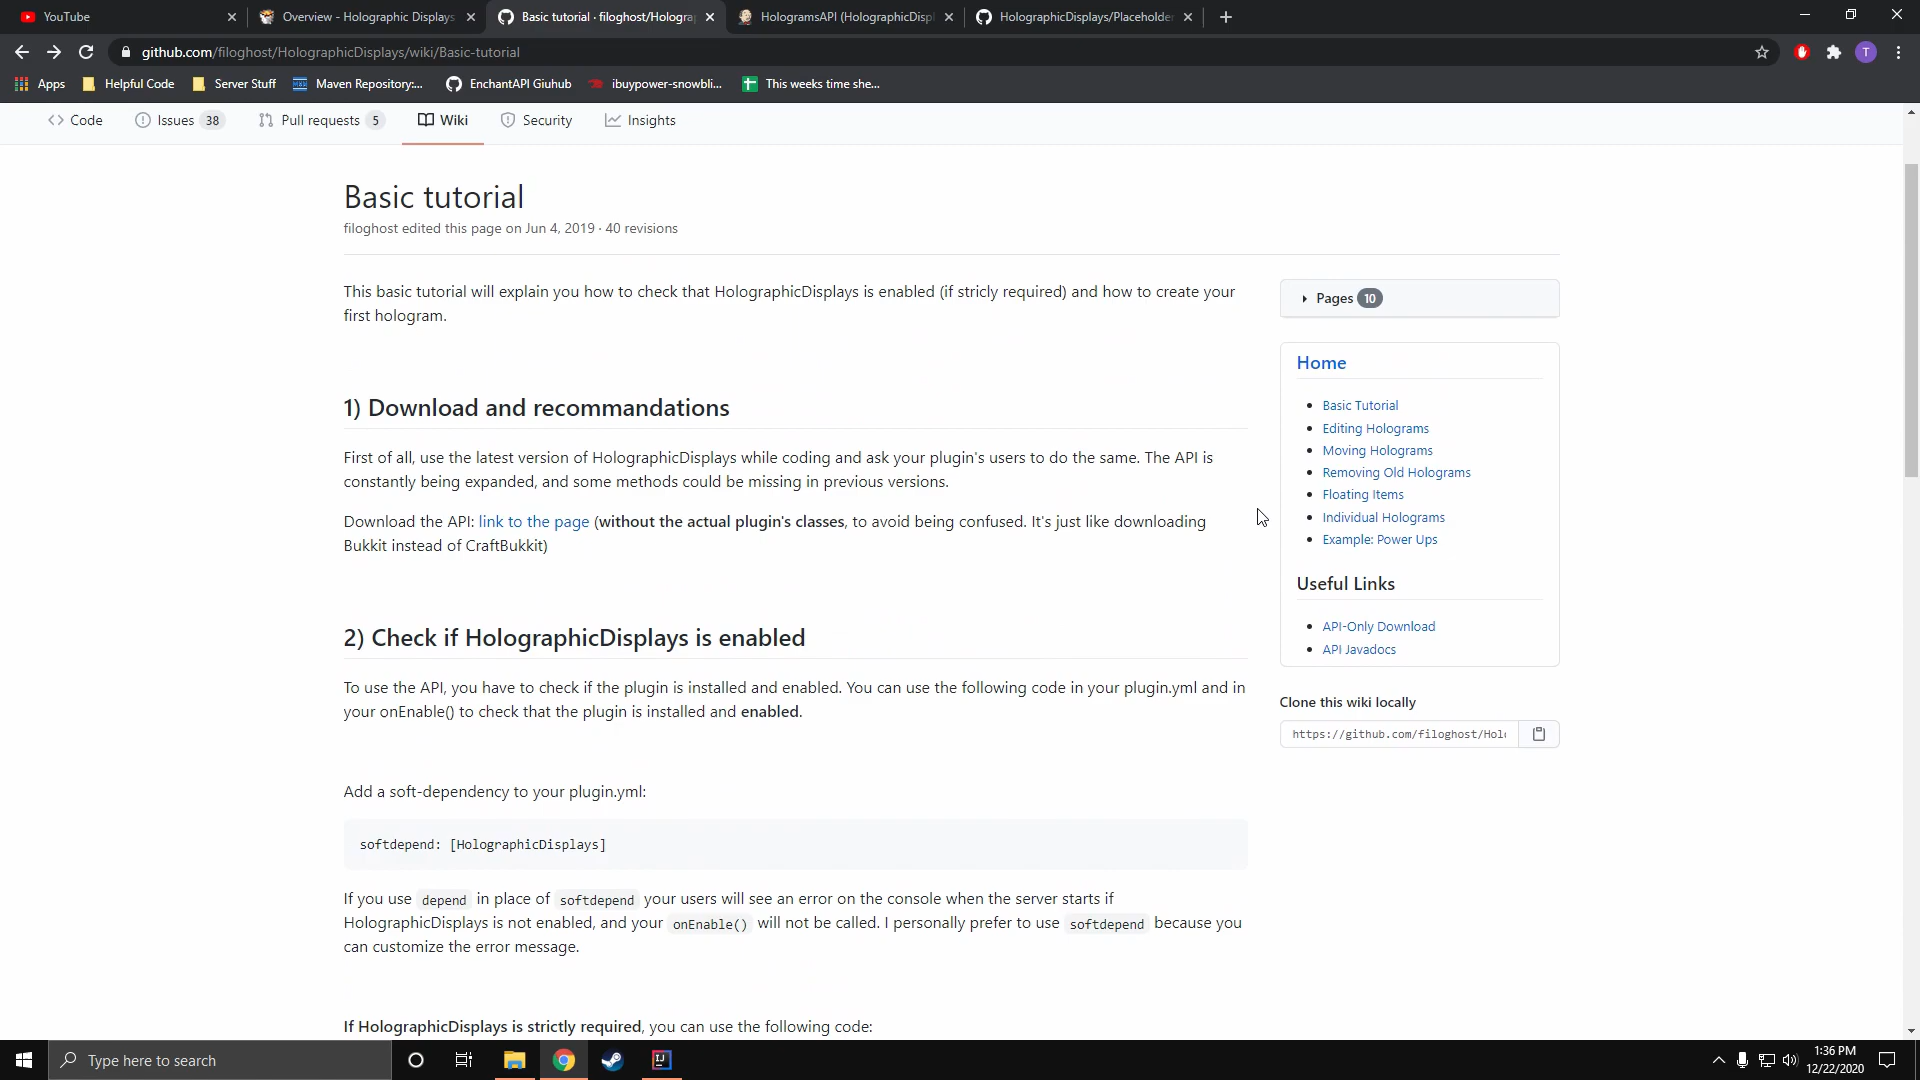 YouTube
Overview - Holographic Displays
Basic tutorial · filoghost/Hologra
HologramsAPI (HolographicDispl
HolographicDisplays/Placeholder
github.com/filoghost/HolographicDisplays/wiki/Basic-tutorial
T
Apps
Helpful Code
Server Stuff
Maven Repository:...
EnchantAPI Giuhub
ibuypower-snowbli...
This weeks time she...
Code
Issues 38
Pull requests 5
Wiki
Security
Insights
Basic tutorial
filoghost edited this page on Jun 4, 2019 · 40 revisions
This basic tutorial will explain you how to check that HolographicDisplays is enabled (if stricly required) and how to create your
first hologram.
1) Download and recommandations
First of all, use the latest version of HolographicDisplays while coding and ask your plugin's users to do the same. The API is
constantly being expanded, and some methods could be missing in previous versions.
Download the API: link to the page (without the actual plugin's classes, to avoid being confused. It's just like downloading
Bukkit instead of CraftBukkit)
2) Check if HolographicDisplays is enabled
To use the API, you have to check if the plugin is installed and enabled. You can use the following code in your plugin.yml and in
your onEnable() to check that the plugin is installed and enabled.
Add a soft-dependency to your plugin.yml:
softdepend: [HolographicDisplays]
If you use depend in place of softdepend your users will see an error on the console when the server starts if
HolographicDisplays is not enabled, and your onEnable() will not be called. I personally prefer to use softdepend because you
can customize the error message.
If HolographicDisplays is strictly required, you can use the following code:
Pages 10
Home
Basic Tutorial
Editing Holograms
Moving Holograms
Removing Old Holograms
Floating Items
Individual Holograms
Example: Power Ups
Useful Links
API-Only Download
API Javadocs
Clone this wiki locally
https://github.com/filoghost/Hol
Type here to search
IJ
1:36 PM
12/22/2020